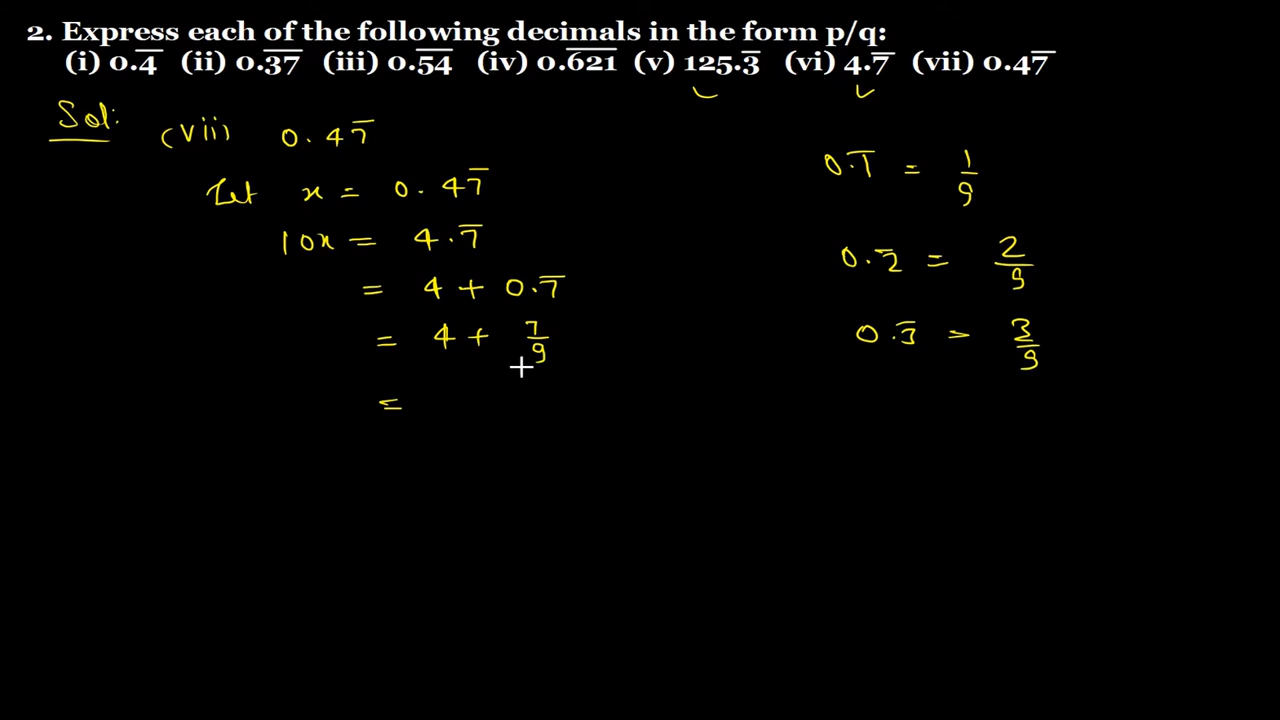 2. Express each of the following decimals in the form p/q:
(i) 0.4̅ (ii) 0.3̅7̅ (iii) 0.5̅4̅ (iv) 0.6̅2̅1̅ (v) 125.3̅ (vi) 4.7̅ (vii) 0.47̅
Sol:
(vii) 0.47̅
Let x = 0.47̅
10x = 4.7̅
= 4 + 0.7̅
= 4 + 7/9
=
0.1̅ = 1/9
0.2̅ = 2/9
0.3̅ = 3/9